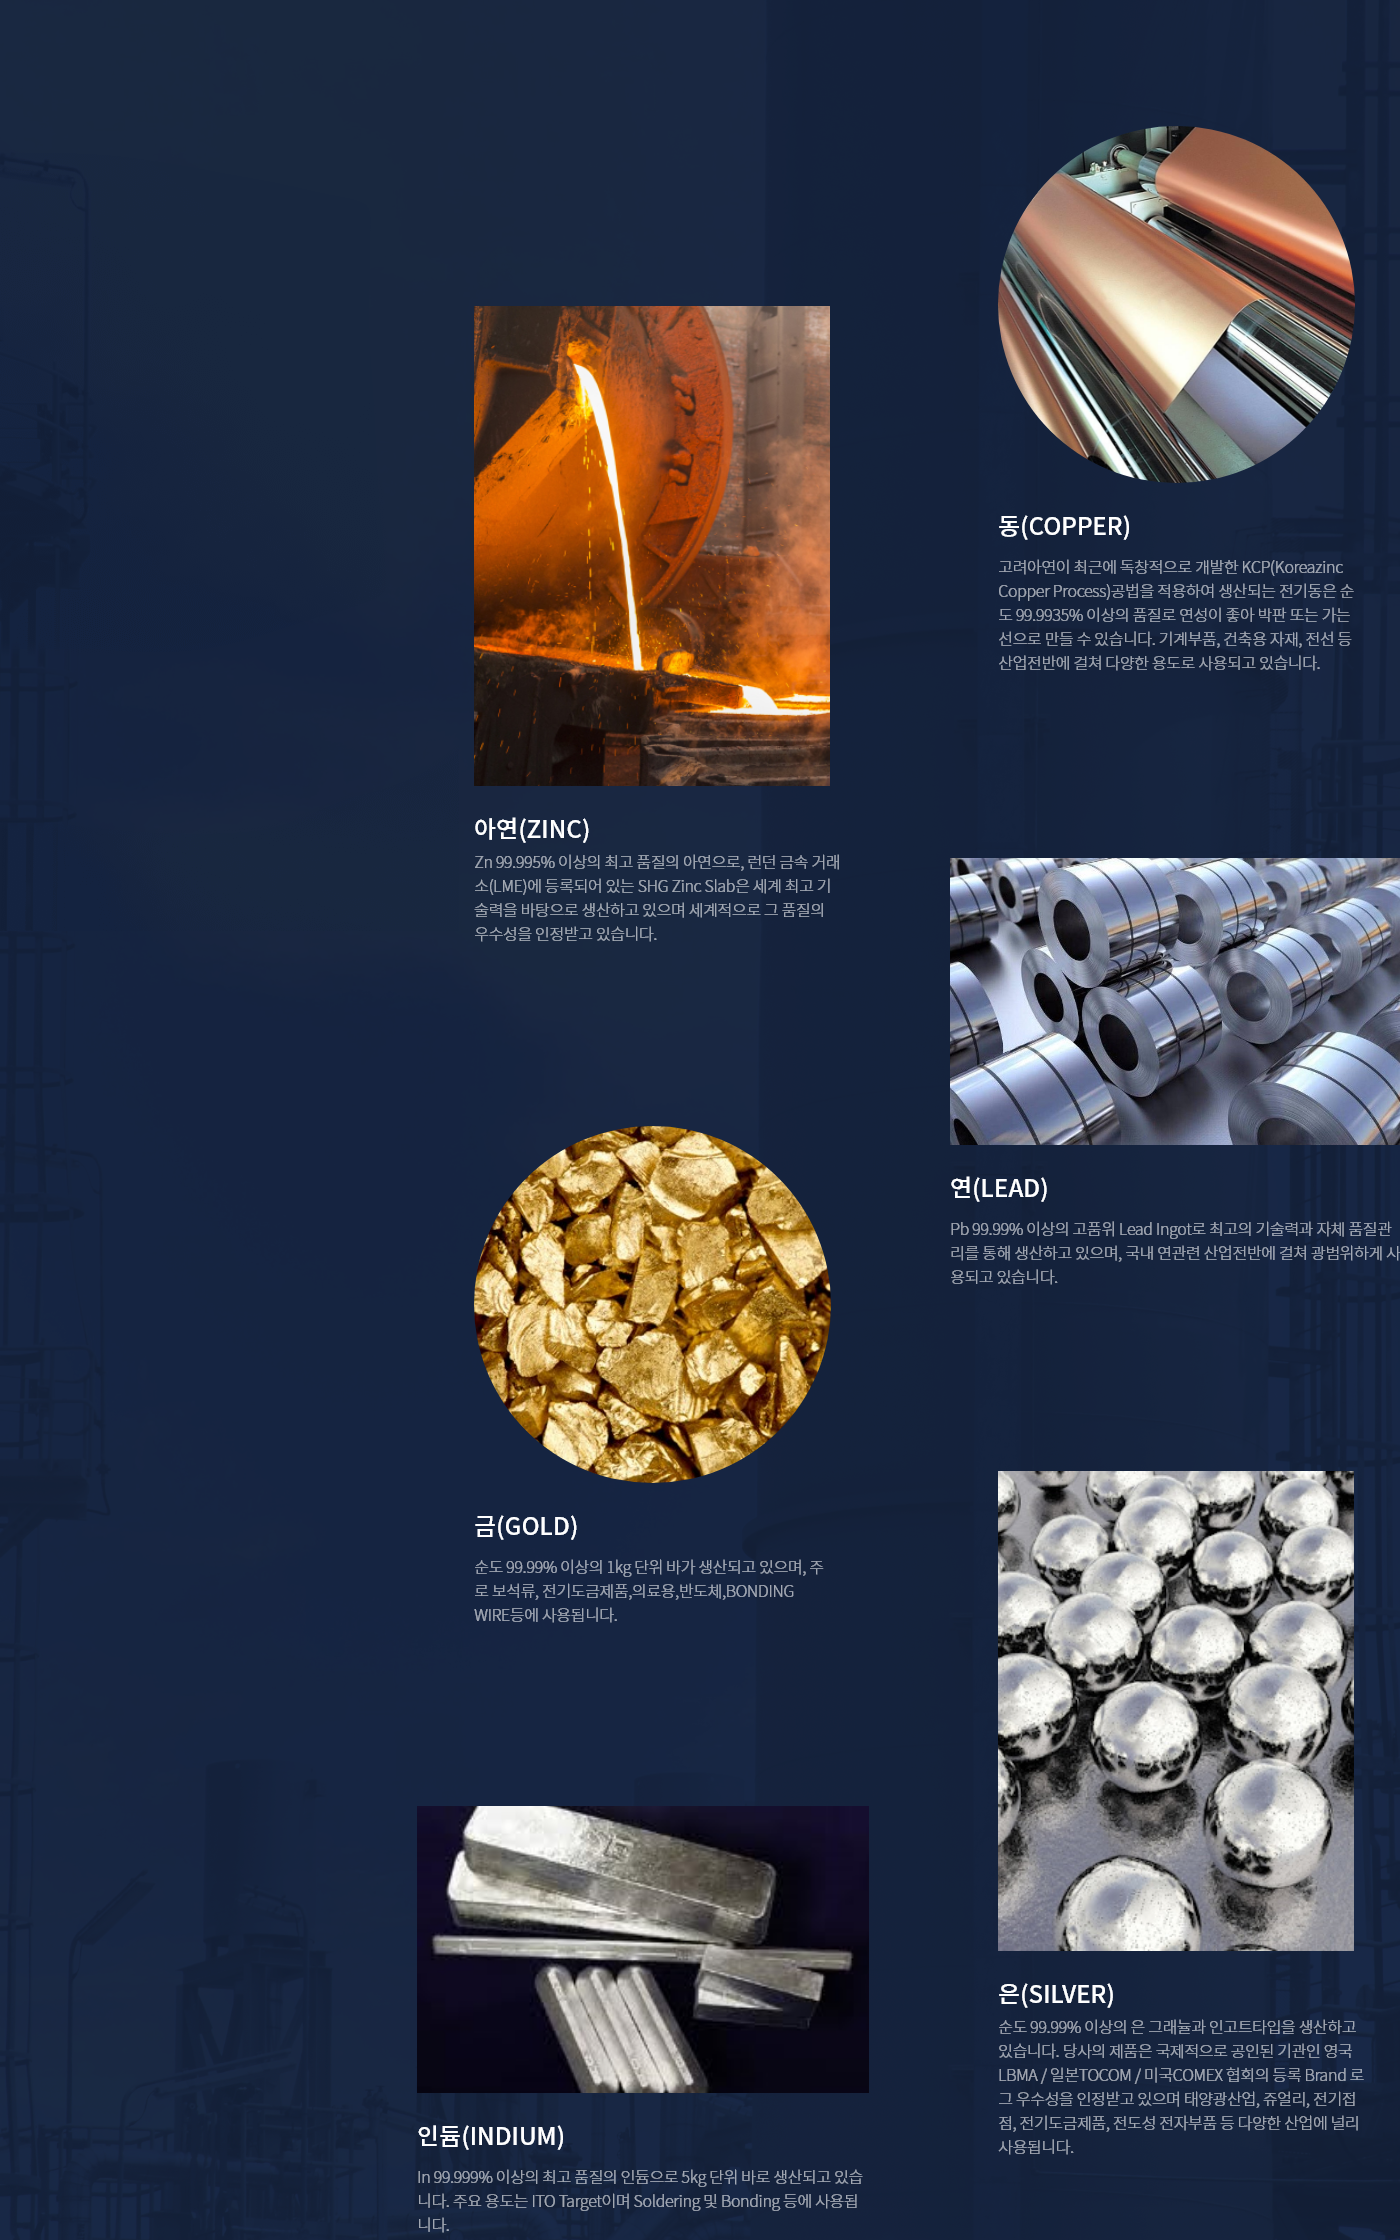 동(COPPER)
고려아연이 최근에 독창적으로 개발한 KCP(Koreazinc
Copper Process)공법을 적용하여 생산되는 전기동은 순
도 99.9935% 이상의 품질로 연성이 좋아 박판 또는 가는
선으로 만들 수 있습니다. 기계부품, 건축용 자재, 전선 등
산업전반에 걸쳐 다양한 용도로 사용되고 있습니다.
아연(ZINC)
Zn 99.995% 이상의 최고 품질의 아연으로, 런던 금속 거래
소(LME)에 등록되어 있는 SHG Zinc Slab은 세계 최고 기
술력을 바탕으로 생산하고 있으며 세계적으로 그 품질의
우수성을 인정받고 있습니다.
연(LEAD)
Pb 99.99% 이상의 고품위 Lead Ingot로 최고의 기술력과 자체 품질관
리를 통해 생산하고 있으며, 국내 연관련 산업전반에 걸쳐 광범위하게 사
용되고 있습니다.
금(GOLD)
순도 99.99% 이상의 1kg 단위 바가 생산되고 있으며, 주
로 보석류, 전기도금제품,의료용,반도체,BONDING
WIRE등에 사용됩니다.
은(SILVER)
순도 99.99% 이상의 은 그래뉼과 인고트타입을 생산하고
있습니다. 당사의 제품은 국제적으로 공인된 기관인 영국
LBMA / 일본TOCOM / 미국COMEX 협회의 등록 Brand 로
그 우수성을 인정받고 있으며 태양광산업, 쥬얼리, 전기접
점, 전기도금제품, 전도성 전자부품 등 다양한 산업에 널리
사용됩니다.
인듐(INDIUM)
In 99.999% 이상의 최고 품질의 인듐으로 5kg 단위 바로 생산되고 있습
니다. 주요 용도는 ITO Target이며 Soldering 및 Bonding 등에 사용됩
니다.